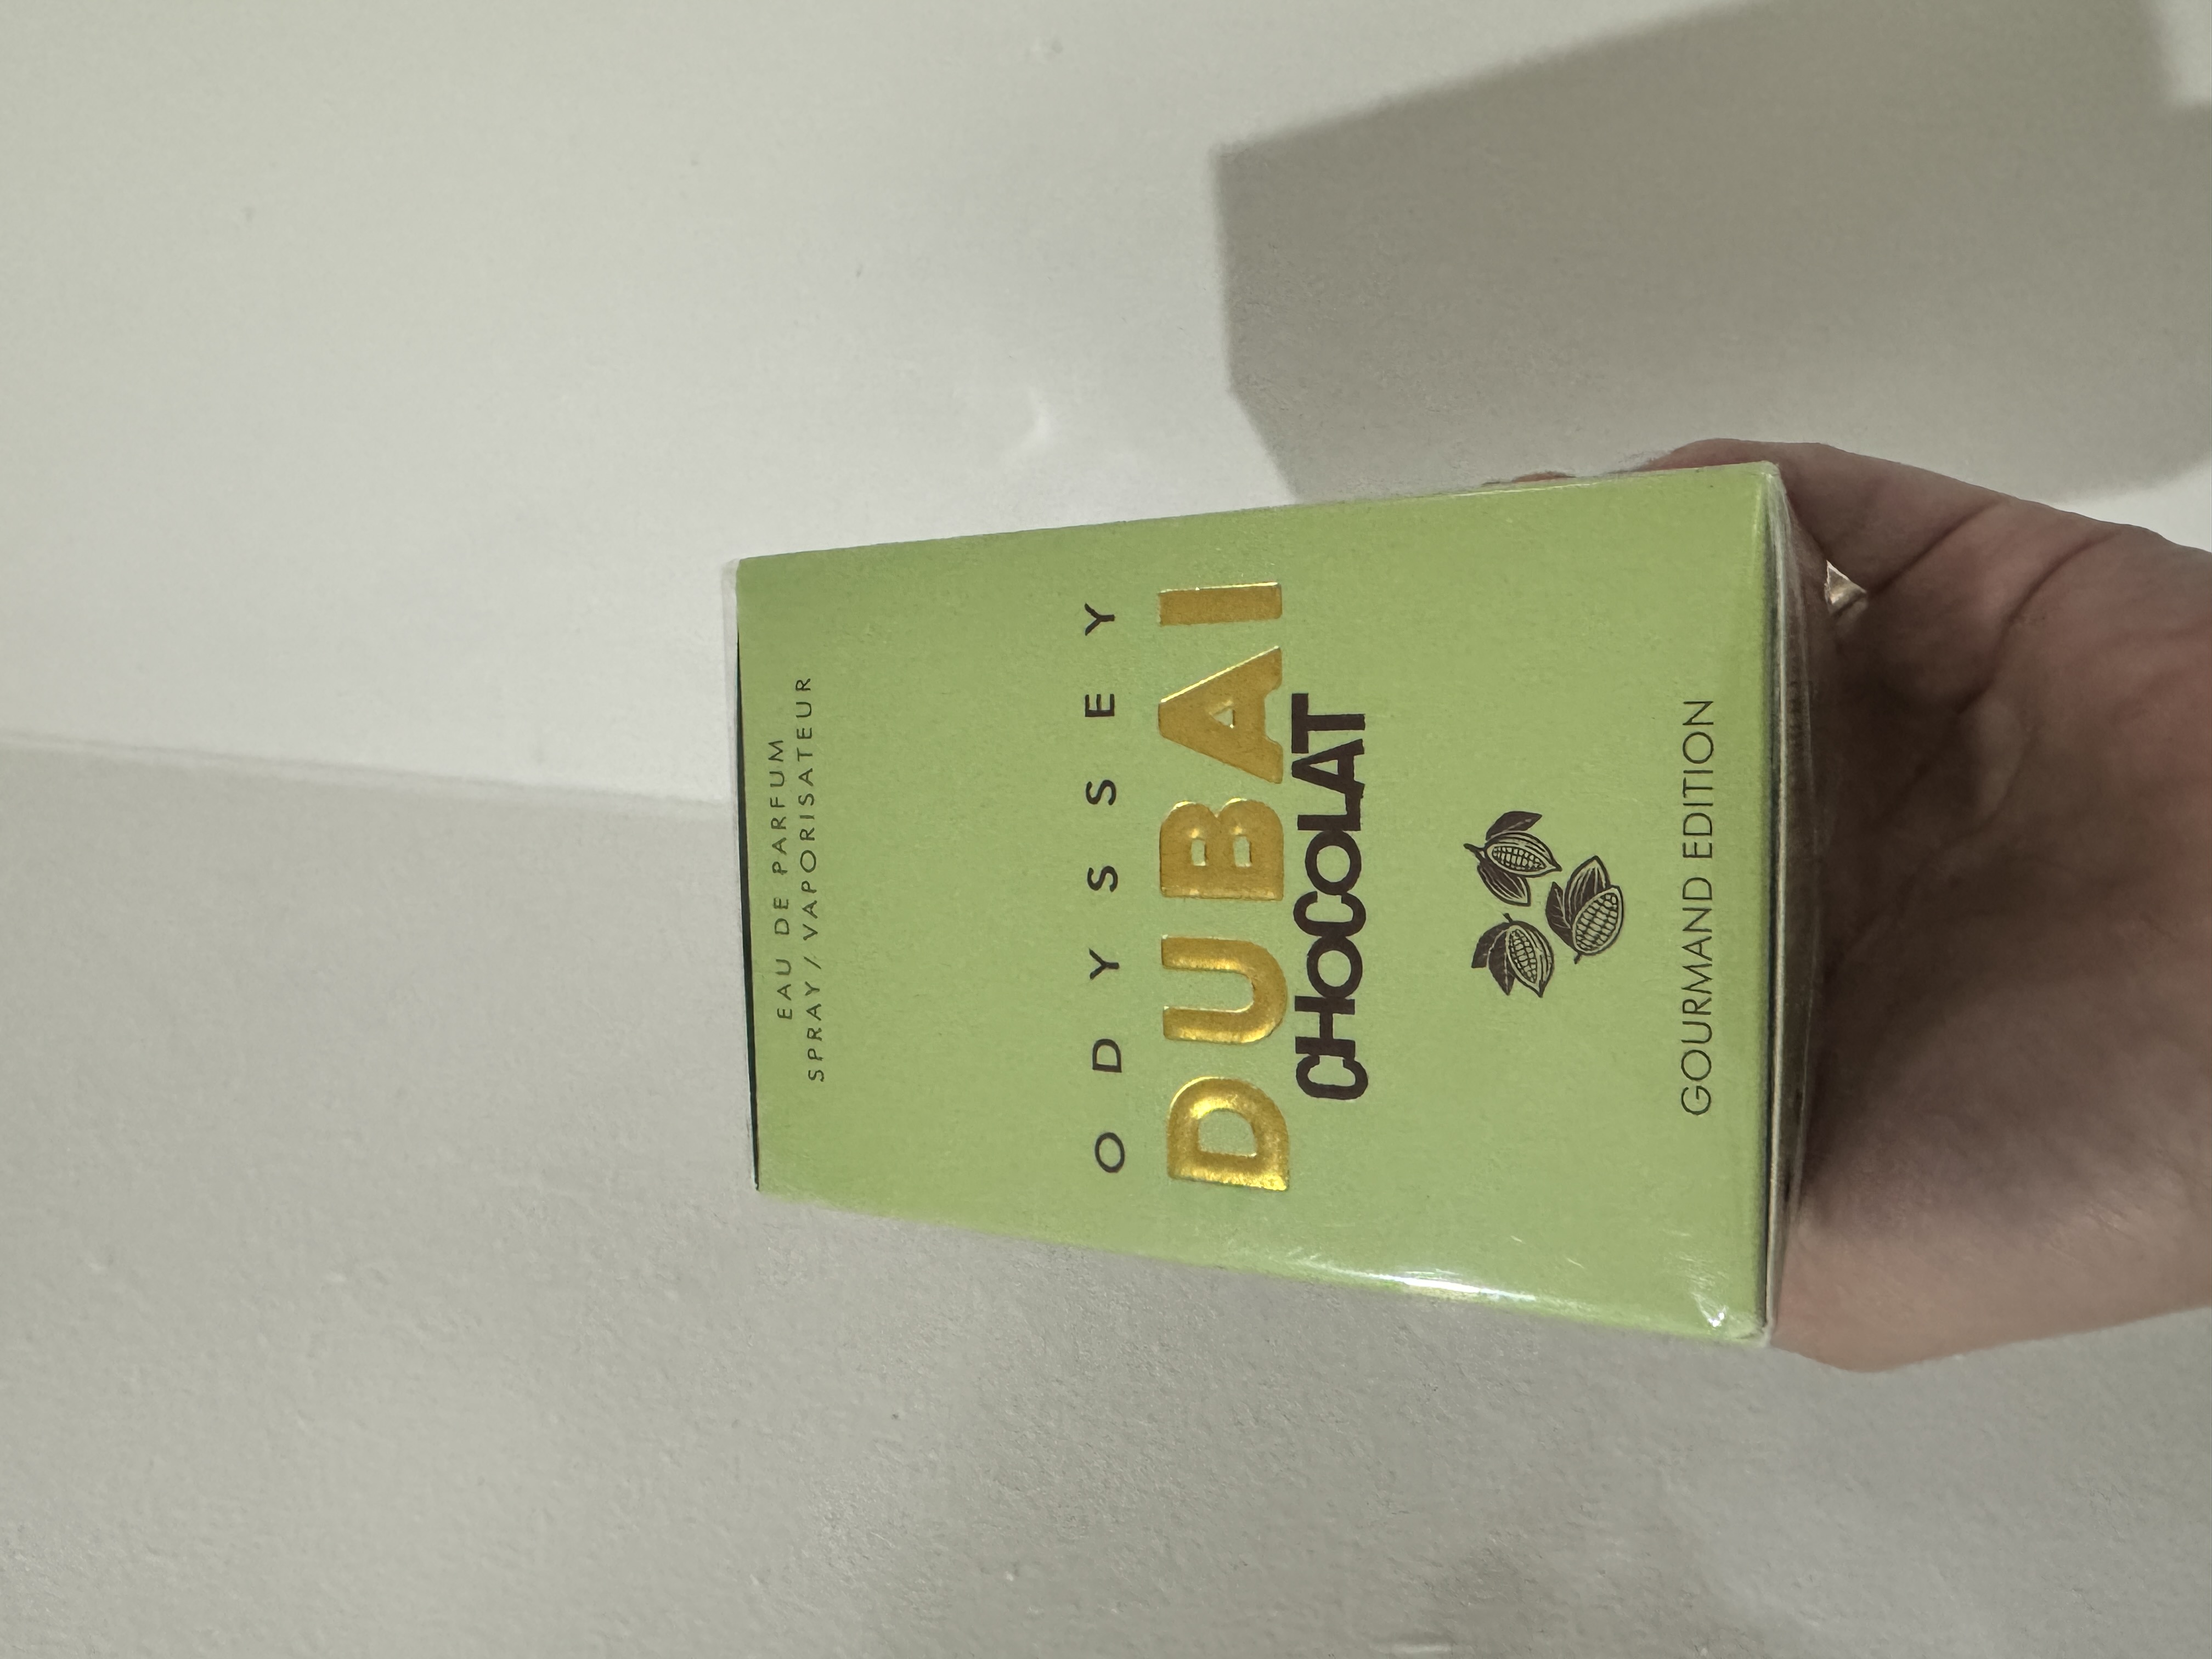 EAU DE PARFUM
SPRAY / VAPORISATEUR
ODYSSEY
DUBAI
CHOCOLAT
GOURMAND EDITION